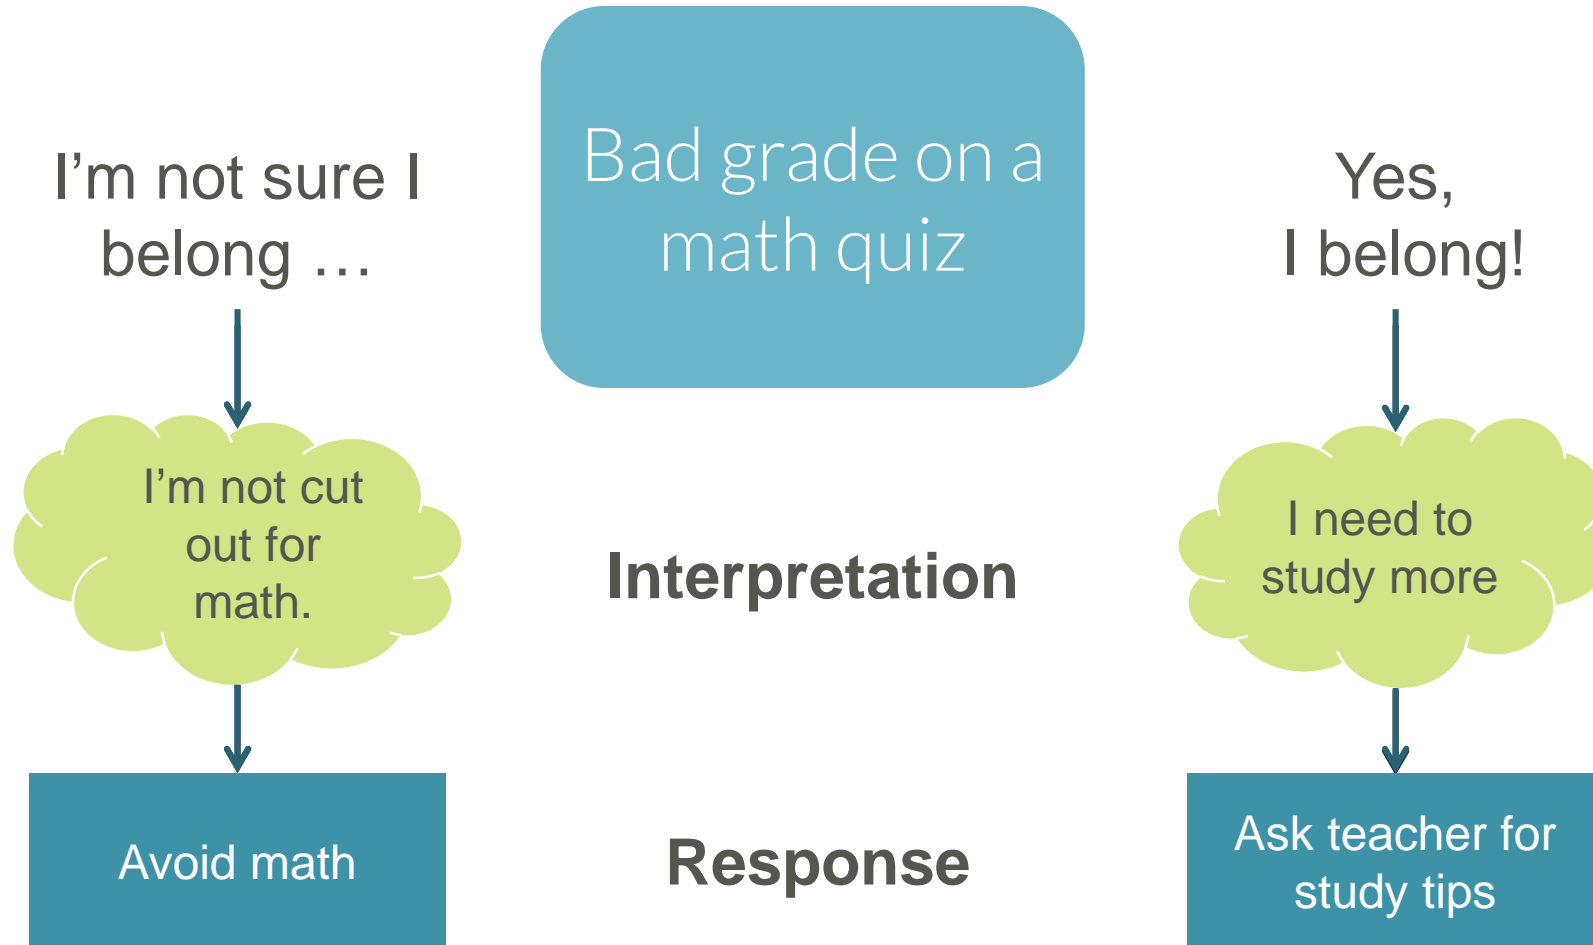 I’m not sure I
belong …
Bad grade on a
math quiz
Yes,
I belong!
I’m not cut
out for
math.
Interpretation
I need to
study more
Avoid math
Response
Ask teacher for
study tips